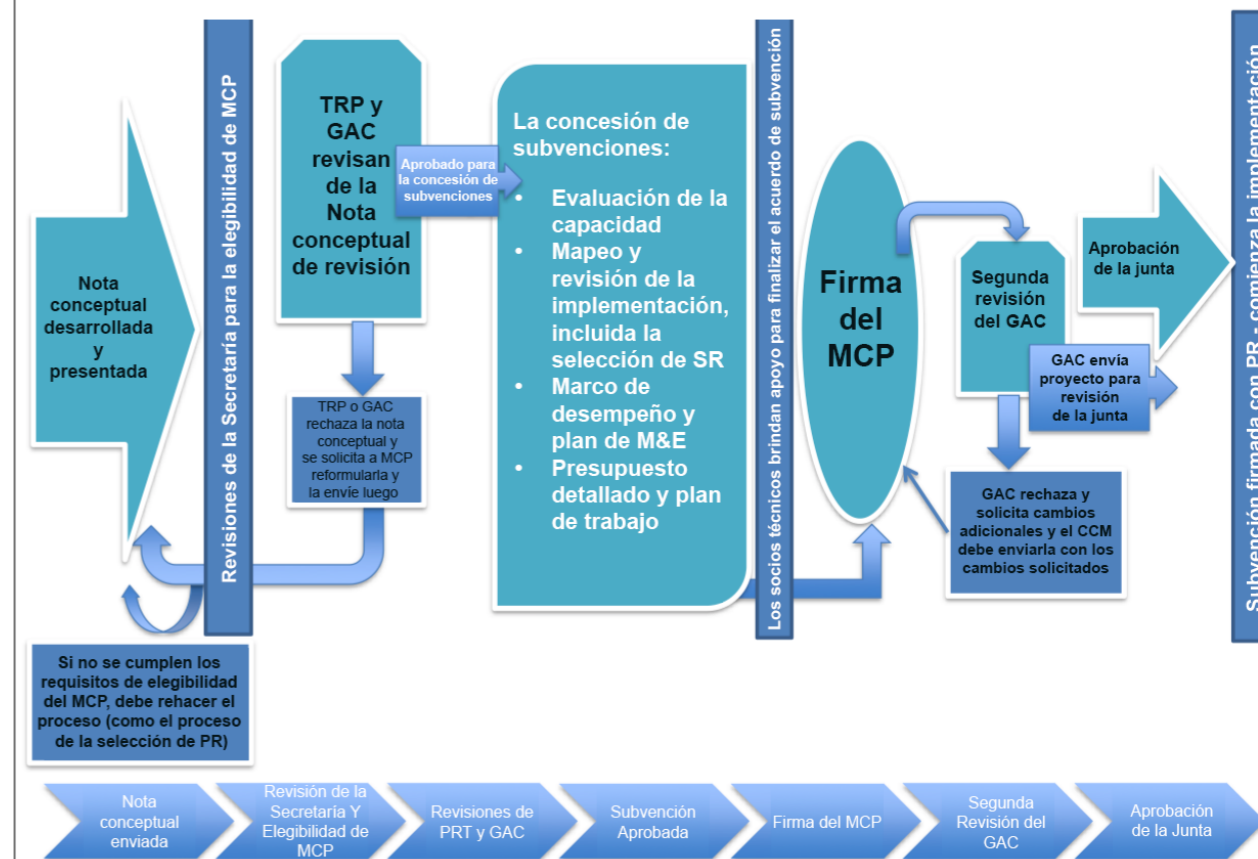 Nota
conceptual
desarrollada
y
presentada
Revisiones de la Secretaría para la elegibilidad de MCP
Si no se cumplen los
requisitos de elegibilidad
del MCP, debe rehacer el
proceso (como el proceso
de la selección de PR)
TRP y
GAC
revisan
de la
Nota
conceptual
de revisión
Aprobado para
la concesión de
subvenciones
TRP o GAC
rechaza la nota
conceptual y
se solicita a MCP
reformularla y
la envíe luego
La concesión de
subvenciones:
• Evaluación de la
capacidad
• Mapeo y
revisión de la
implementación,
incluida la
selección de SR
• Marco de
desempeño y
plan de M&E
• Presupuesto
detallado y plan
de trabajo
Los socios técnicos brindan apoyo para finalizar el acuerdo de subvención
Firma
del
MCP
Segunda
revisión
del GAC
GAC envía
proyecto para
revisión
de la junta
GAC rechaza y
solicita cambios
adicionales y el CCM
debe enviarla con los
cambios solicitados
Aprobación
de la junta
Subvención firmada con PR - comienza la implementación
Nota
conceptual
enviada
Revisión de la
Secretaría Y
Elegibilidad de
MCP
Revisiones de
PRT y GAC
Subvención
Aprobada
Firma del MCP
Segunda
Revisión del
GAC
Aprobación
de la Junta